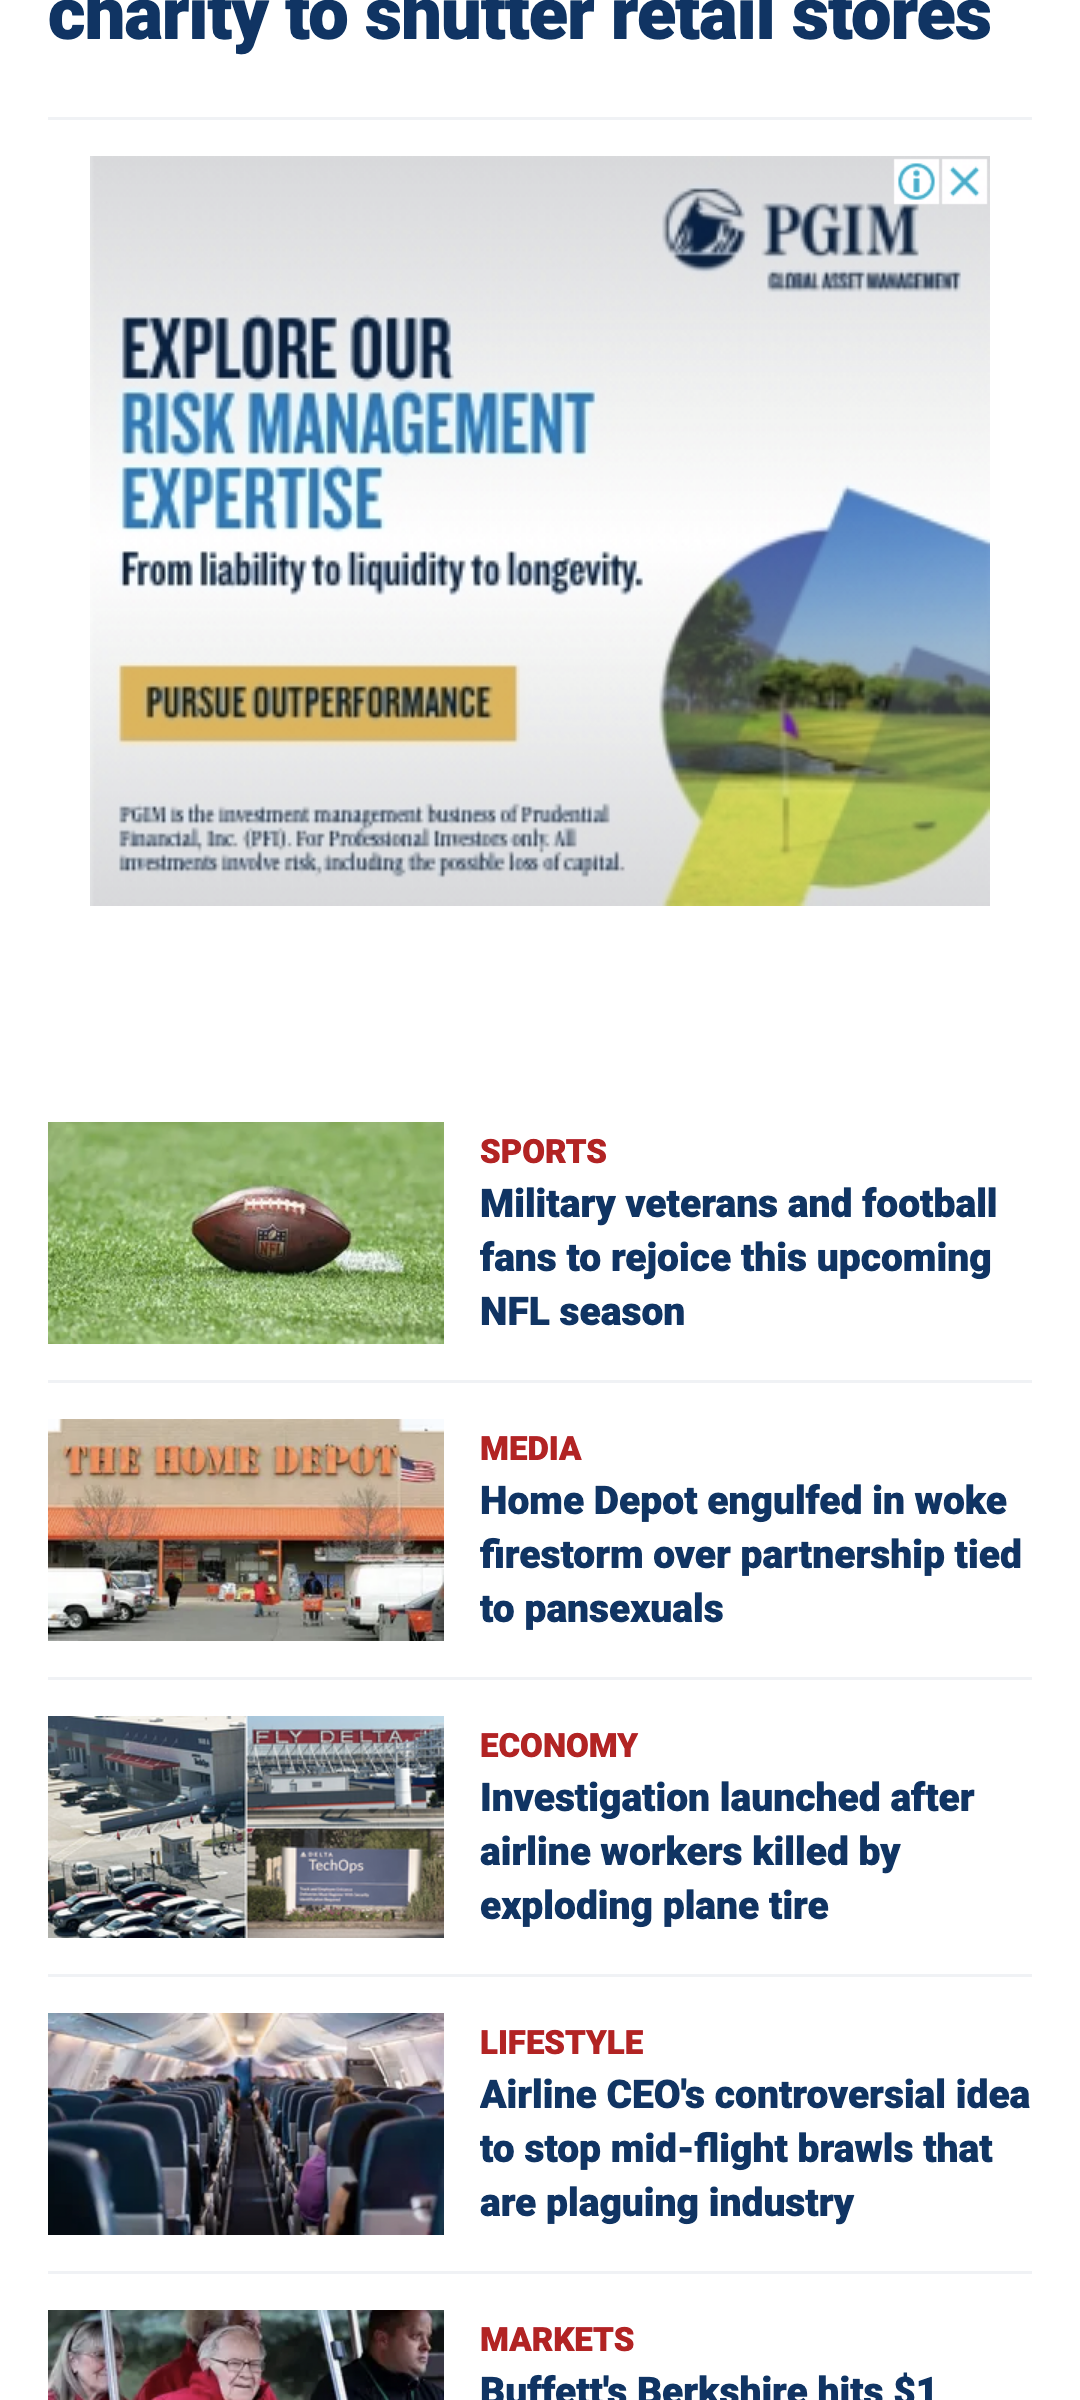 charity to shutter retail stores
PGIM
GLOBAL ASSET MANAGEMENT
EXPLORE OUR
RISK MANAGEMENT
EXPERTISE
From liability to liquidity to longevity.
PURSUE OUTPERFORMANCE
PGIM is the investment management business of Prudential
Financial, Inc. (PFI). For Professional Investors only. All
investments involve risk, including the possible loss of capital.
NFL
SPORTS
Military veterans and football
fans to rejoice this upcoming
NFL season
THE HOME DEPOT
MEDIA
Home Depot engulfed in woke
firestorm over partnership tied
to pansexuals
FLY DELTA
DELTA
TechOps
ECONOMY
Investigation launched after
airline workers killed by
exploding plane tire
LIFESTYLE
Airline CEO's controversial idea
to stop mid-flight brawls that
are plaguing industry
MARKETS
Buffett's Berkshire hits $1